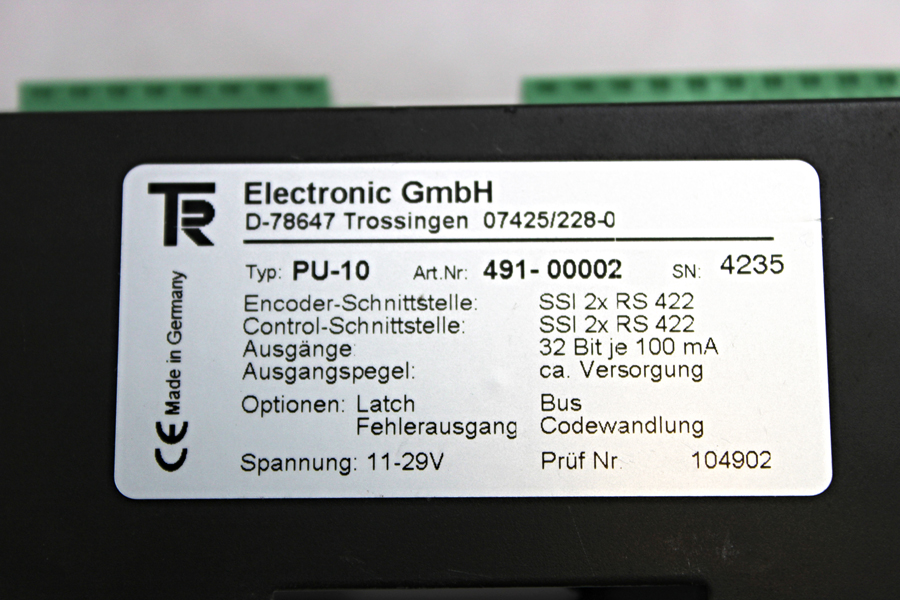 TR Electronic GmbH
D-78647 Trossingen 07425/228-0
Typ: PU-10 Art.Nr: 491-00002 SN: 4235
Encoder-Schnittstelle: SSI 2x RS 422
Control-Schnittstelle: SSI 2x RS 422
Ausgänge: 32 Bit je 100 mA
Ausgangspegel: ca. Versorgung
Optionen: Latch Bus
Fehlerausgang Codewandlung
Spannung: 11-29V Prüf Nr. 104902
CE Made in Germany